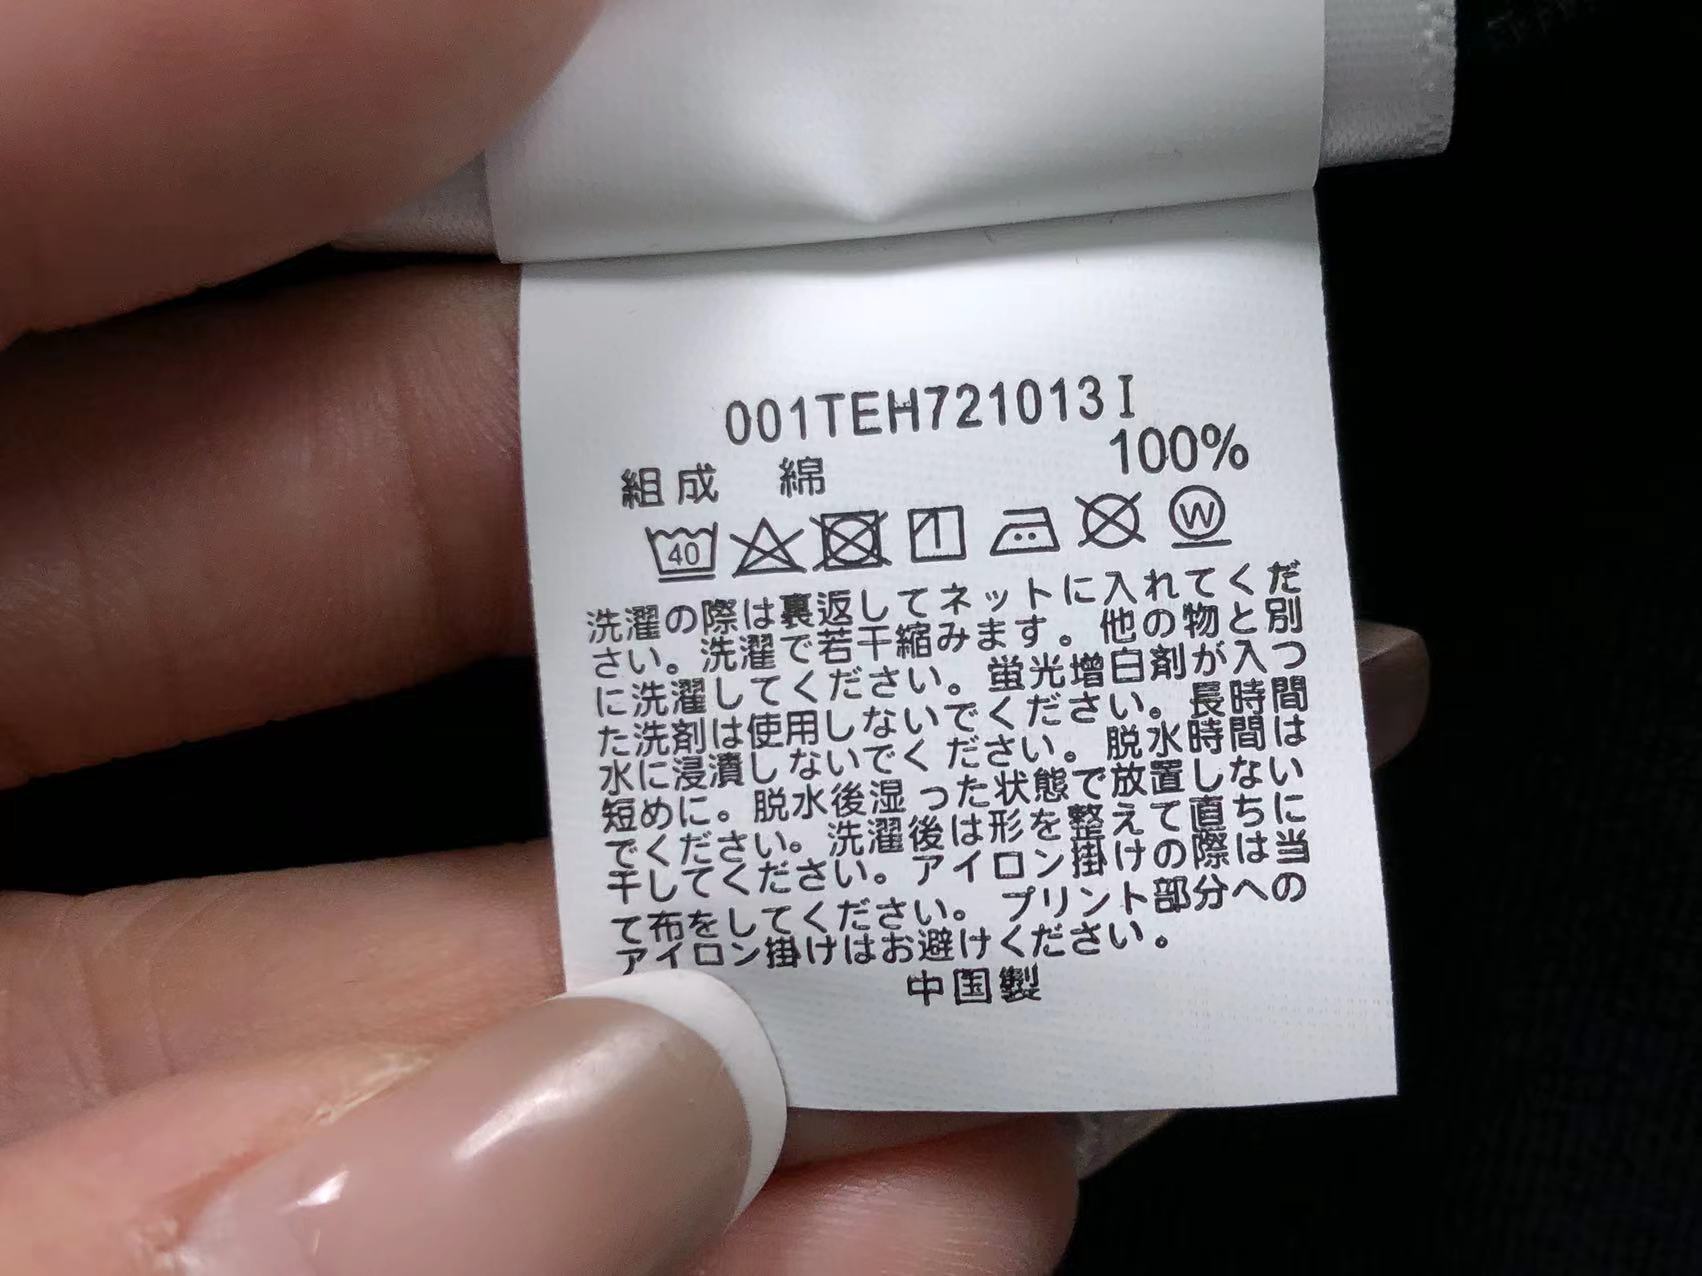 001TEH721013I
組成 綿 100%
40 W
洗濯の際は裏返してネットに入れてくだ
さい。洗濯で若干縮みます。他の物と別
に洗濯してください。蛍光増白剤が入つ
た洗剤は使用しないでください。長時間
水に浸漬しないでください。脱水時間は
短めに。脱水後湿った状態で放置しない
でください。洗濯後は形を整えて直ちに
干してください。アイロン掛けの際は当
て布をしてください。プリント部分への
アイロン掛けはお避けください。
中国製